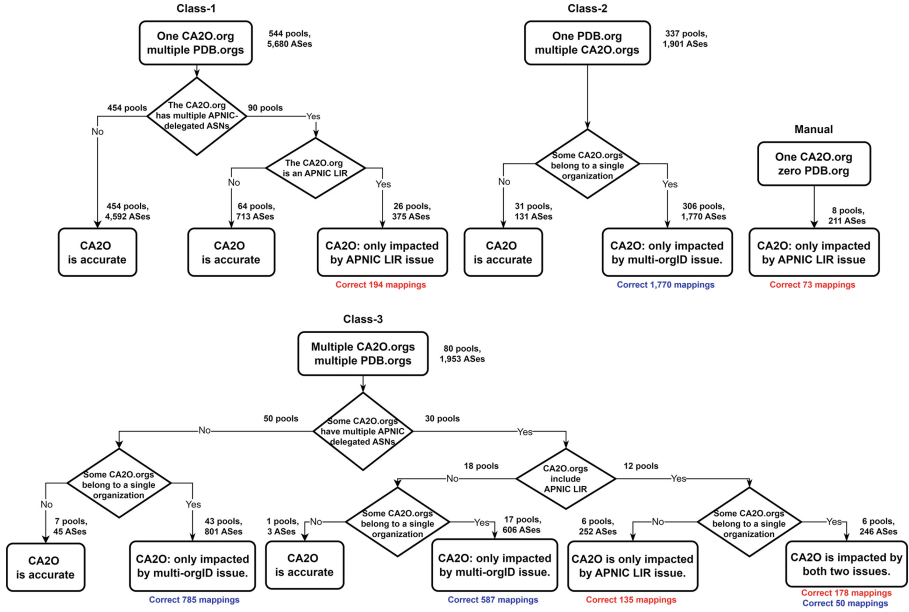 Class-1
One CA2O.org
multiple PDB.orgs
544 pools,
5,680 ASes
The CA2O.org
has multiple APNIC-
delegated ASNs
454 pools
90 pools
No
Yes
The CA2O.org
is an APNIC LIR
No
Yes
454 pools,
4,592 ASes
64 pools,
713 ASes
26 pools,
375 ASes
CA2O
is accurate
CA2O
is accurate
CA2O: only impacted
by APNIC LIR issue
Correct 194 mappings
Class-2
One PDB.org
multiple CA2O.orgs
337 pools,
1,901 ASes
Some CA2O.orgs
belong to a single
organization
No
Yes
31 pools,
131 ASes
306 pools,
1,770 ASes
CA2O
is accurate
CA2O: only impacted
by multi-orgID issue.
Correct 1,770 mappings
Manual
One CA2O.org
zero PDB.org
8 pools,
211 ASes
CA2O: only impacted
by APNIC LIR issue
Correct 73 mappings
Class-3
Multiple CA2O.orgs
multiple PDB.orgs
80 pools,
1,953 ASes
Some CA2O.orgs
have multiple APNIC
delegated ASNs
50 pools
30 pools
No
Yes
Some CA2O.orgs
belong to a single
organization
No
Yes
7 pools,
45 ASes
43 pools,
801 ASes
CA2O
is accurate
CA2O: only impacted
by multi-orgID issue.
Correct 785 mappings
CA2O.orgs
include
APNIC LIR
18 pools
12 pools
No
Yes
Some CA2O.orgs
belong to a single
organization
1 pools,
3 ASes
No
Yes
17 pools,
606 ASes
CA2O
is accurate
CA2O: only impacted
by multi-orgID issue.
Correct 587 mappings
Some CA2O.orgs
belong to a single
organization
No
Yes
6 pools,
252 ASes
6 pools,
246 ASes
CA2O is only impacted
by APNIC LIR issue.
Correct 135 mappings
CA2O is impacted by
both two issues.
Correct 178 mappings
Correct 50 mappings